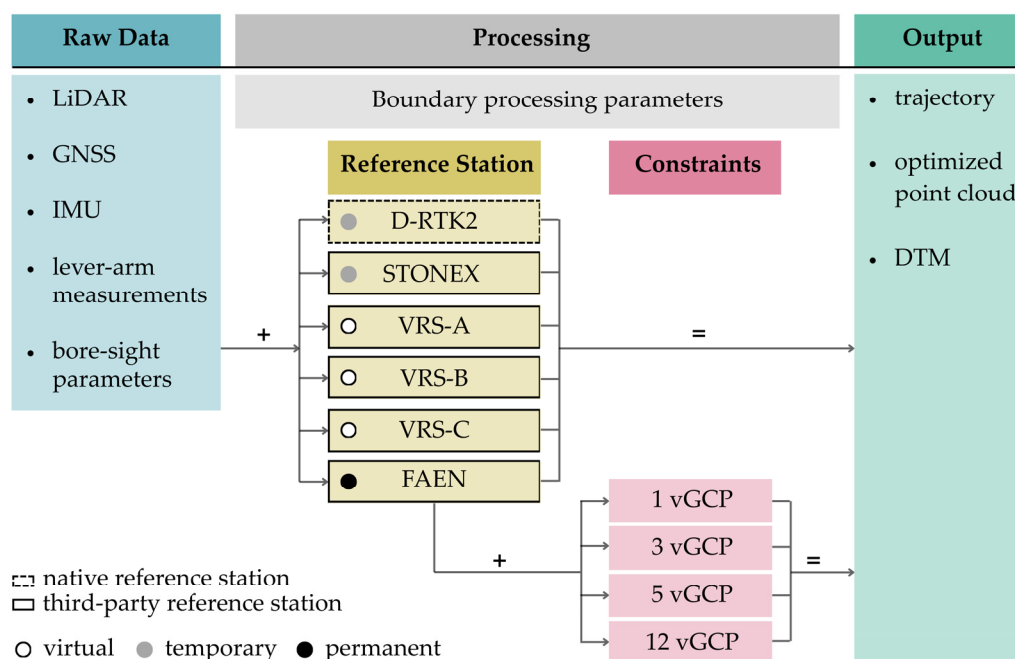 Raw Data
Processing
Output
• LiDAR
• GNSS
• IMU
• lever-arm
measurements
• bore-sight
parameters
Boundary processing parameters
Reference Station
Constraints
D-RTK2
STONEX
VRS-A
VRS-B
VRS-C
FAEN
+
=
1 vGCP
3 vGCP
5 vGCP
12 vGCP
+
=
• trajectory
• optimized
point cloud
• DTM
native reference station
third-party reference station
virtual temporary permanent